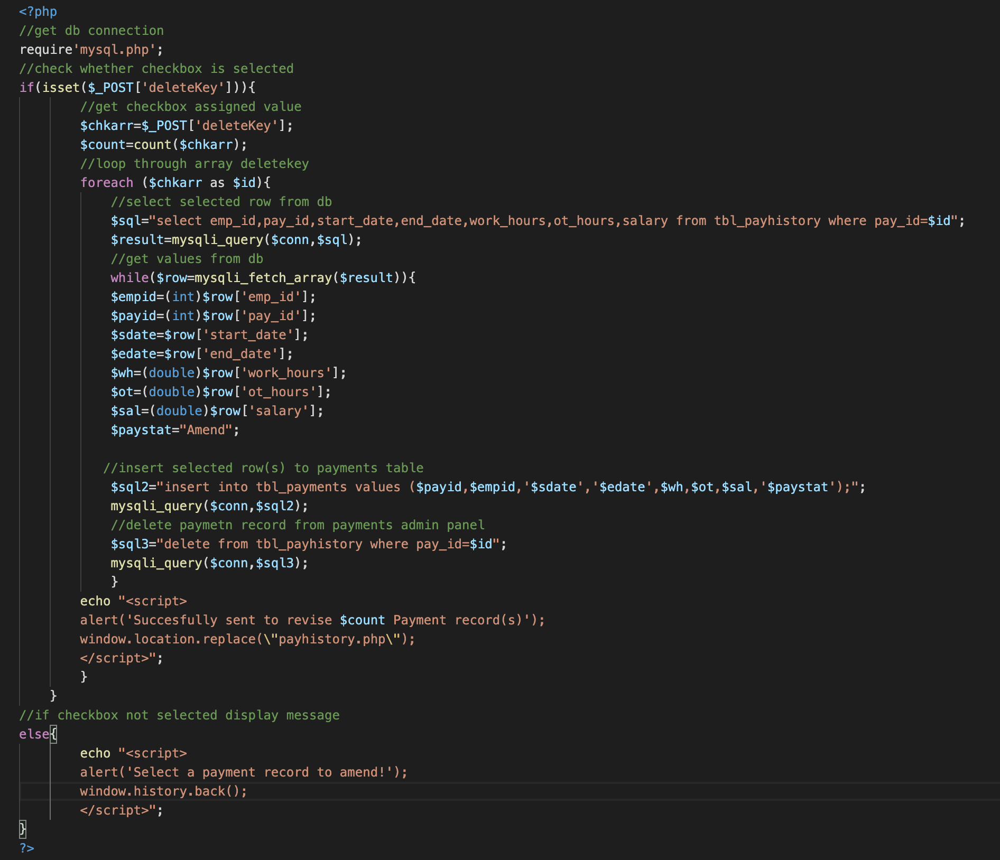 <?php
//get db connection
require'mysql.php';
//check whether checkbox is selected
if(isset($_POST['deleteKey'])){
//get checkbox assigned value
$chkarr=$_POST['deleteKey'];
$count=count($chkarr);
//loop through array deletekey
foreach ($chkarr as $id){
//select selected row from db
$sql="select emp_id,pay_id,start_date,end_date,work_hours,ot_hours,salary from tbl_payhistory where pay_id=$id";
$result=mysqli_query($conn,$sql);
//get values from db
while($row=mysqli_fetch_array($result)){
$empid=(int)$row['emp_id'];
$payid=(int)$row['pay_id'];
$sdate=$row['start_date'];
$edate=$row['end_date'];
$wh=(double)$row['work_hours'];
$ot=(double)$row['ot_hours'];
$sal=(double)$row['salary'];
$paystat="Amend";
//insert selected row(s) to payments table
$sql2="insert into tbl_payments values ($payid,$empid,'$sdate','$edate',$wh,$ot,$sal,'$paystat');";
mysqli_query($conn,$sql2);
//delete paymetn record from payments admin panel
$sql3="delete from tbl_payhistory where pay_id=$id";
mysqli_query($conn,$sql3);
}
echo "<script>
alert('Succesfully sent to revise $count Payment record(s)');
window.location.replace(\"payhistory.php\");
</script>";
}
}
//if checkbox not selected display message
else{
echo "<script>
alert('Select a payment record to amend!');
window.history.back();
</script>";
}
?>